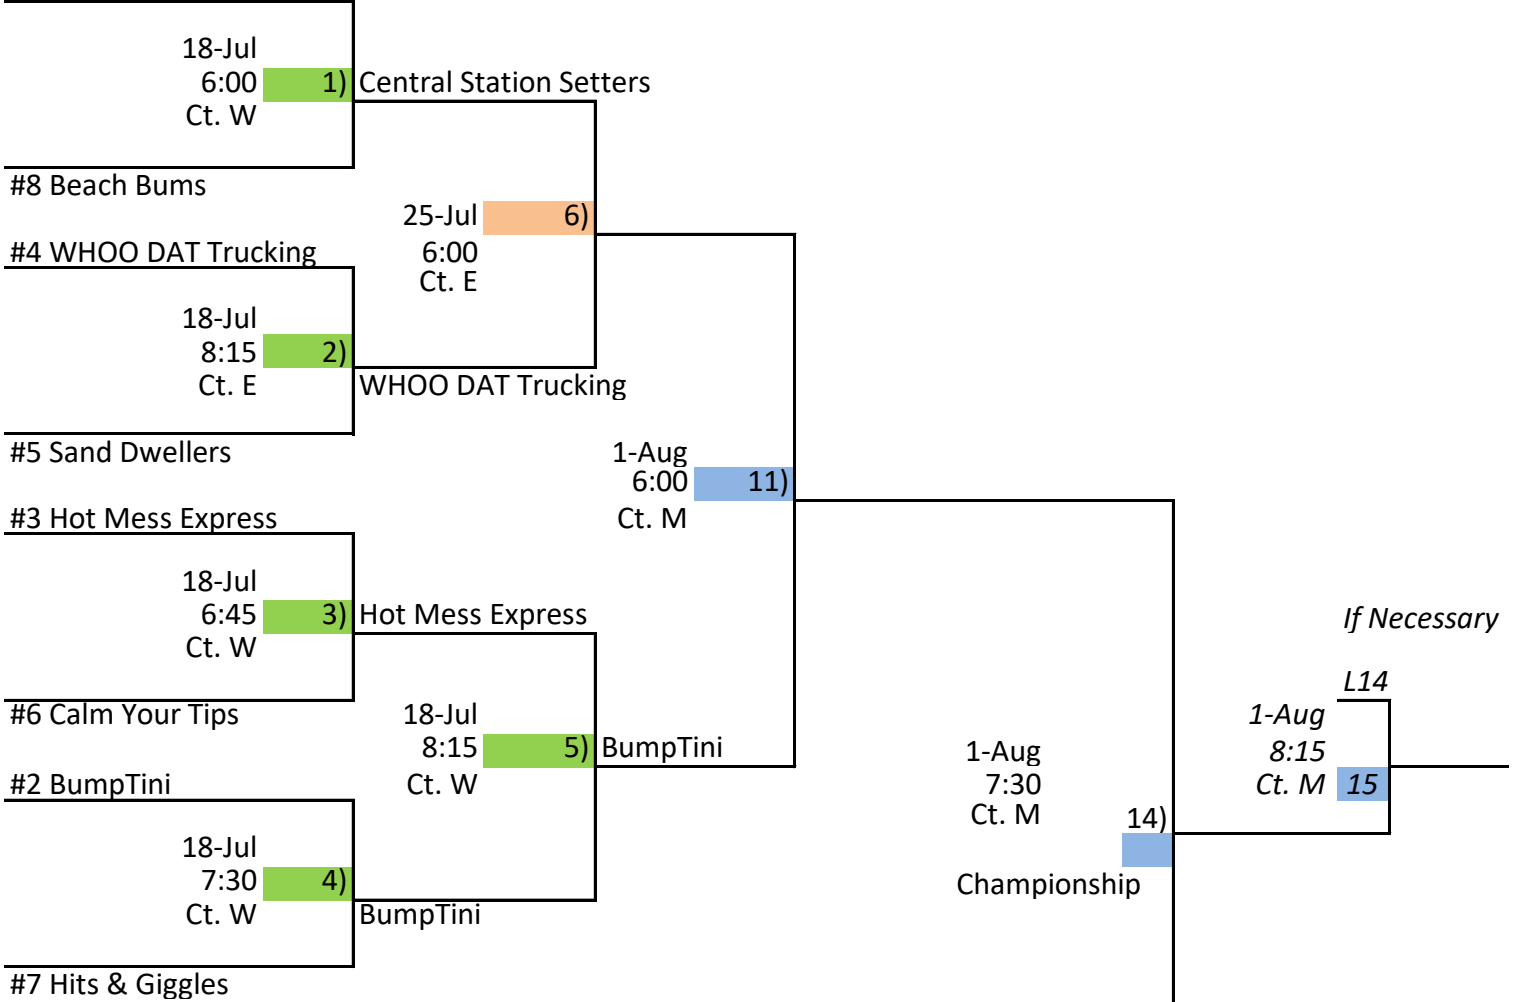 18-Jul
6:00 1) Central Station Setters
Ct. W
#8 Beach Bums
25-Jul 6)
#4 WHOO DAT Trucking
6:00
Ct. E
18-Jul
8:15 2)
Ct. E
WHOO DAT Trucking
#5 Sand Dwellers
1-Aug
6:00 11)
#3 Hot Mess Express
Ct. M
18-Jul
6:45 3) Hot Mess Express
Ct. W
If Necessary
L14
#6 Calm Your Tips
18-Jul
8:15 5) BumpTini
Ct. W
1-Aug
8:15
Ct. M 15
1-Aug
7:30
Ct. M
14)
Championship
#2 BumpTini
18-Jul
7:30 4)
Ct. W
BumpTini
#7 Hits & Giggles